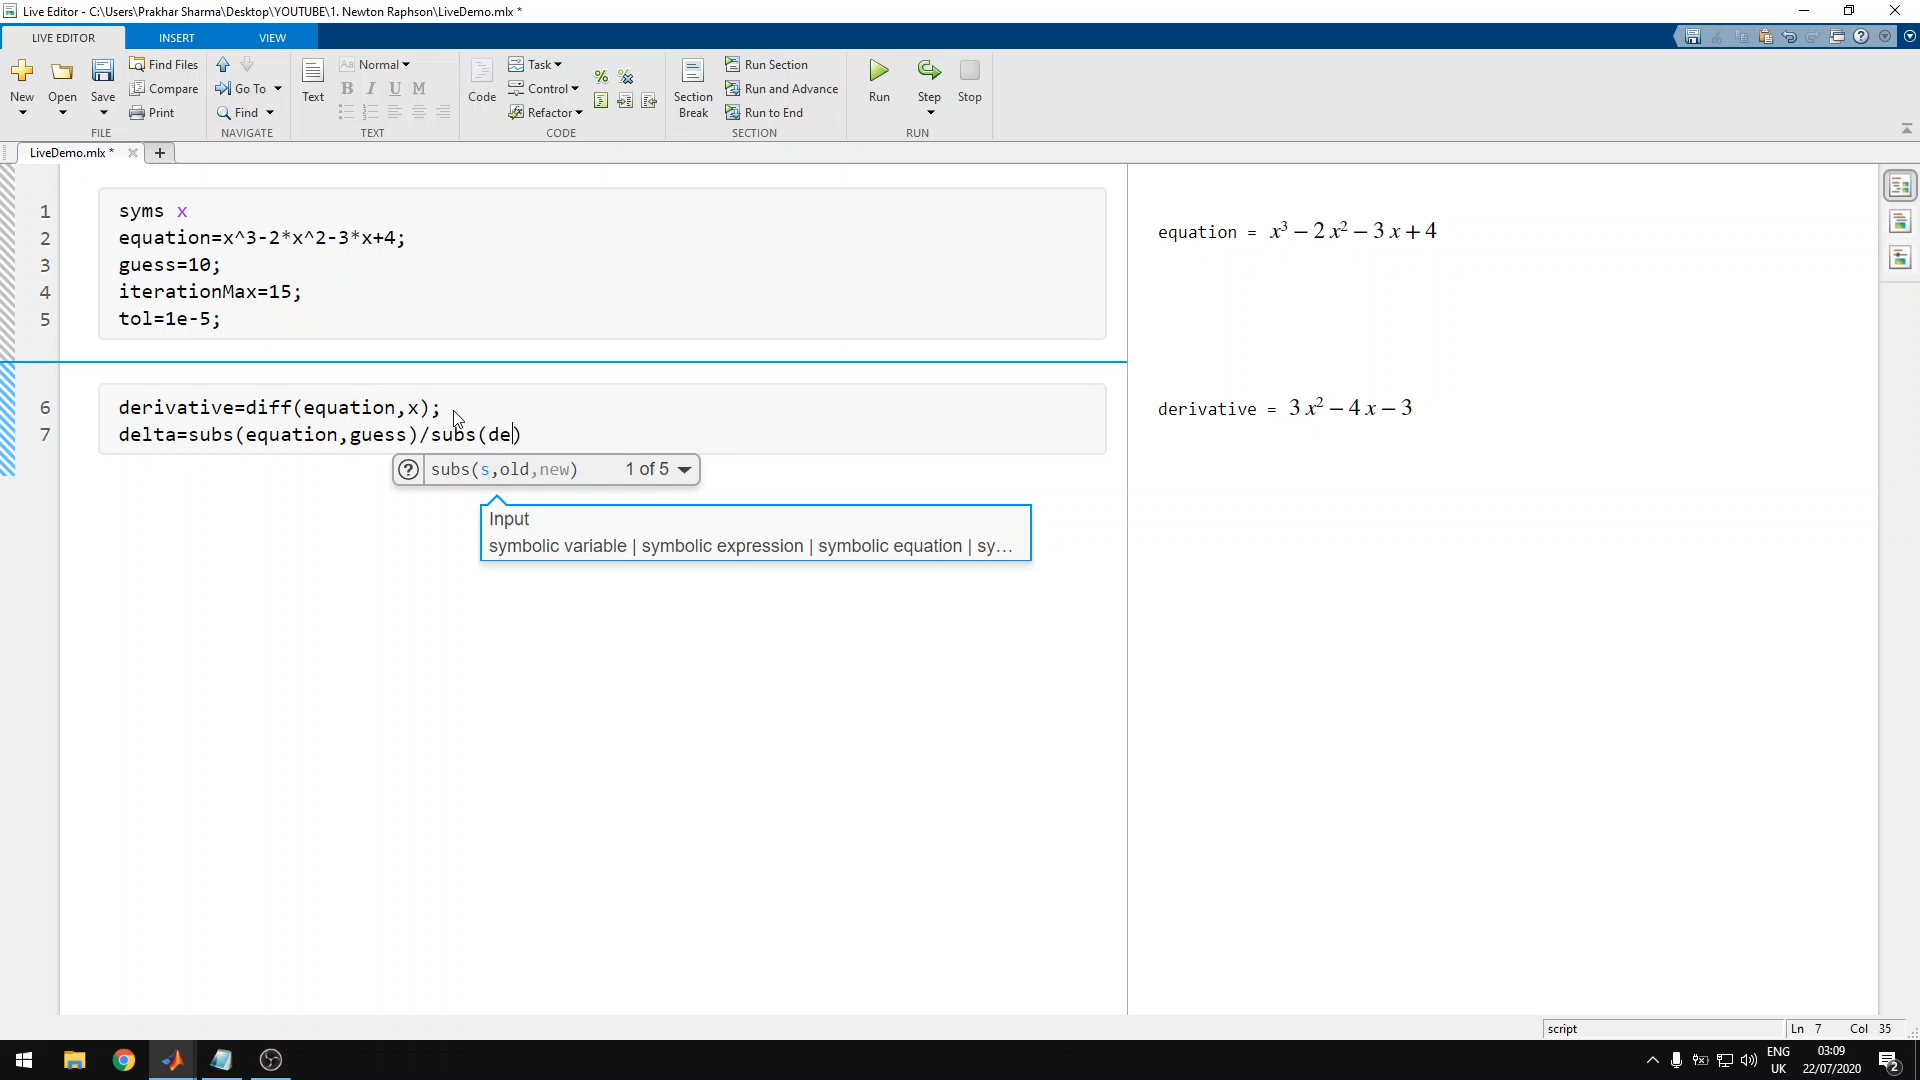 Live Editor - C:\Users\Prakhar Sharma\Desktop\YOUTUBE\1. Newton Raphson\LiveDemo.mlx *
LIVE EDITOR INSERT VIEW
New Open Save
Find Files
Compare
Print
FILE
Go To
Find
NAVIGATE
Text
Aa Normal
B I U M
TEXT
Code
Task
Control
Refactor
CODE
Section Break
Run Section
Run and Advance
Run to End
SECTION
Run Step Stop
RUN
LiveDemo.mlx *
1 syms x
2 equation=x^3-2*x^2-3*x+4;
3 guess=10;
4 iterationMax=15;
5 tol=1e-5;
6 derivative=diff(equation,x);
7 delta=subs(equation,guess)/subs(de)
subs(s,old,new) 1 of 5
Input
symbolic variable | symbolic expression | symbolic equation | sy…
equation = x³ − 2 x² − 3 x + 4
derivative = 3 x² − 4 x − 3
script Ln 7 Col 35
ENG
UK
03:09
22/07/2020
2